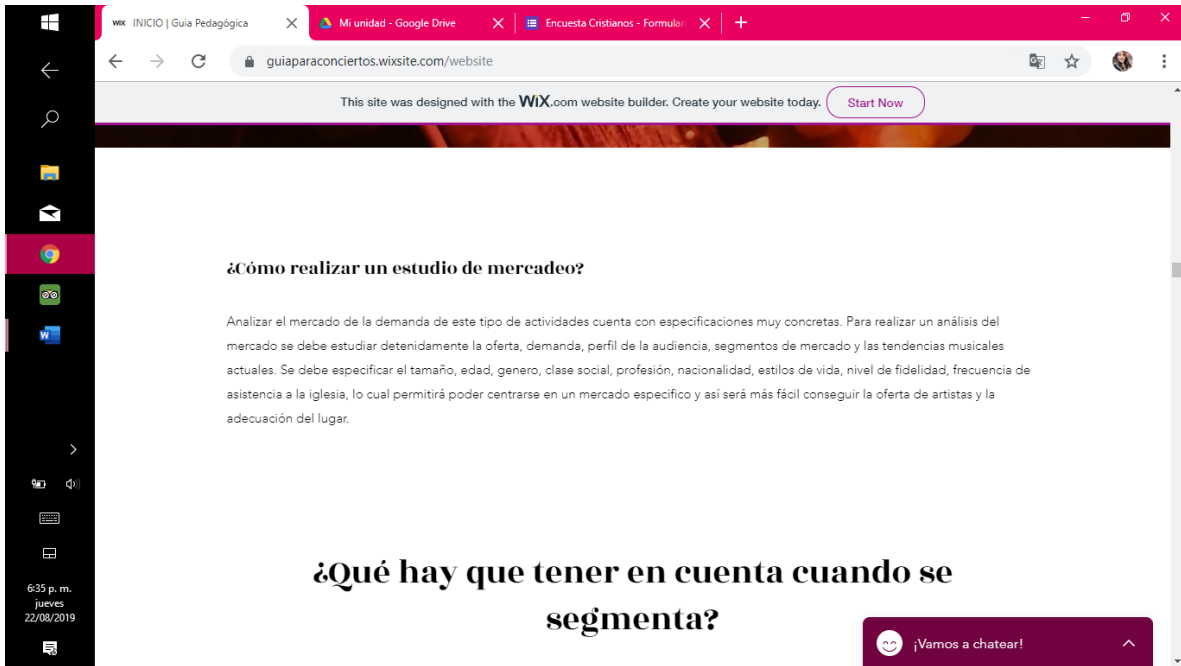 WIX INICIO | Guia Pedagógica
Mi unidad - Google Drive
Encuesta Cristianos - Formular
guiaparaconciertos.wixsite.com/website
This site was designed with the WiX.com website builder. Create your website today. Start Now
¿Cómo realizar un estudio de mercadeo?
Analizar el mercado de la demanda de este tipo de actividades cuenta con especificaciones muy concretas. Para realizar un análisis del
mercado se debe estudiar detenidamente la oferta, demanda, perfil de la audiencia, segmentos de mercado y las tendencias musicales
actuales. Se debe especificar el tamaño, edad, genero, clase social, profesión, nacionalidad, estilos de vida, nivel de fidelidad, frecuencia de
asistencia a la iglesia, lo cual permitirá poder centrarse en un mercado especifico y así será más fácil conseguir la oferta de artistas y la
adecuación del lugar.
¿Qué hay que tener en cuenta cuando se
segmenta?
¡Vamos a chatear!
6:35 p. m.
jueves
22/08/2019